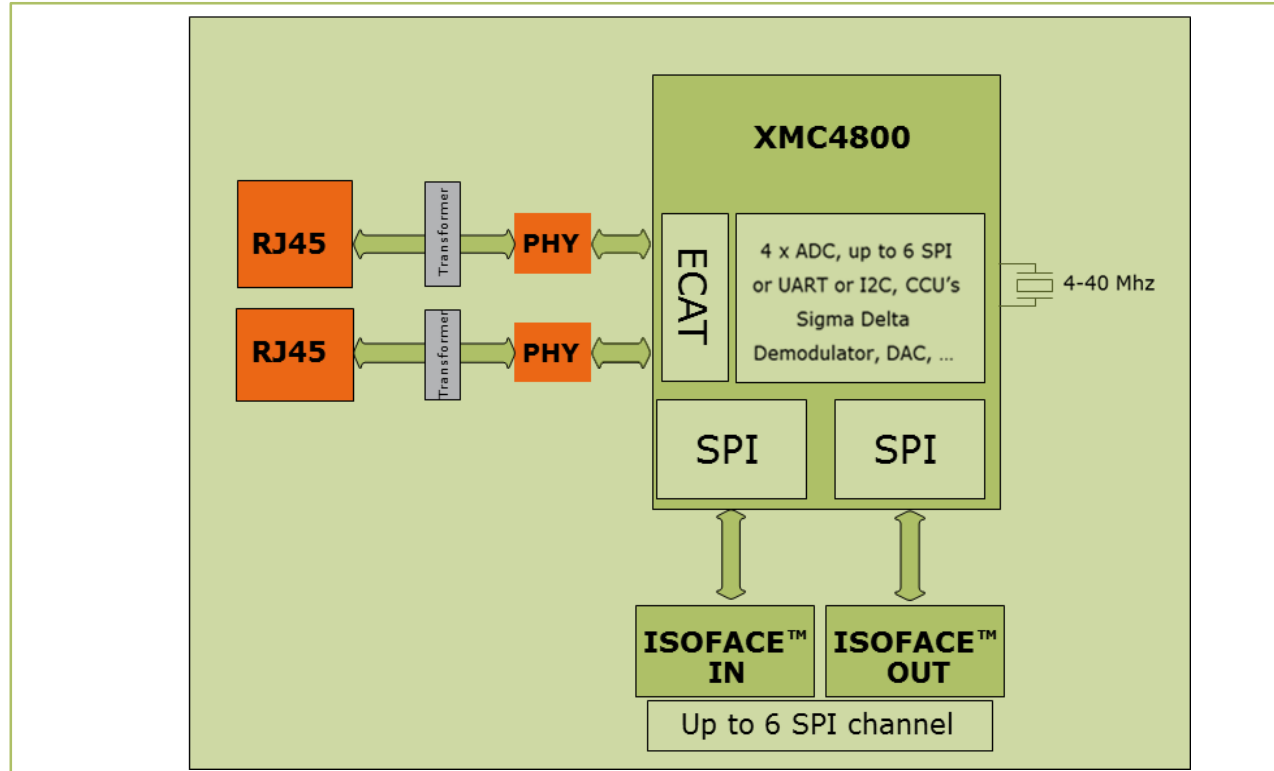 XMC4800
RJ45
Transformer
PHY
ECAT
4 x ADC, up to 6 SPI
or UART or I2C, CCU's
Sigma Delta
Demodulator, DAC, ...
4-40 Mhz
RJ45
Transformer
PHY
SPI
SPI
ISOFACE™
IN
ISOFACE™
OUT
Up to 6 SPI channel